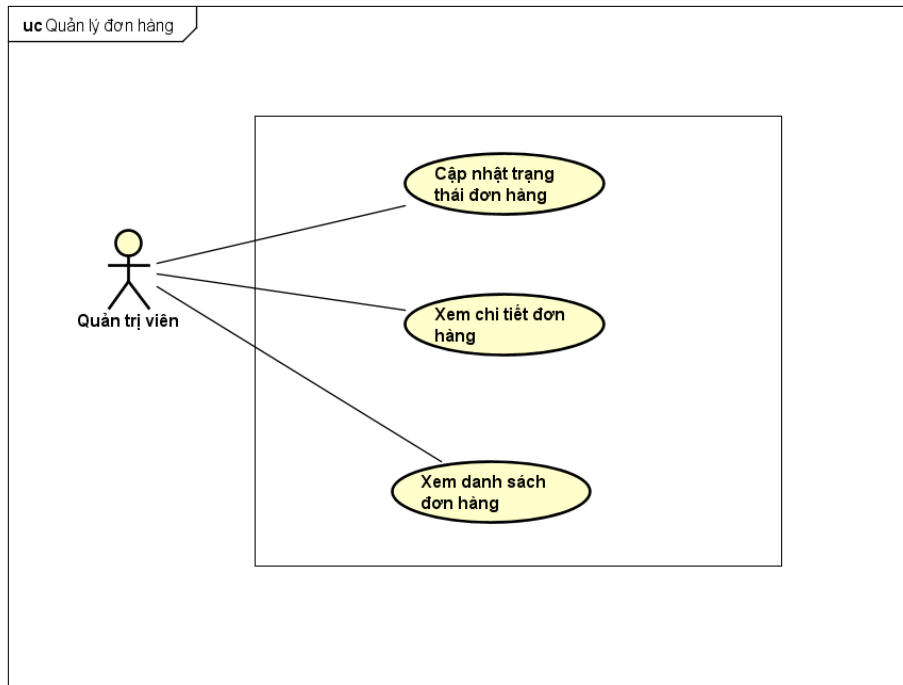 uc Quản lý đơn hàng
Cập nhật trạng
thái đơn hàng
Quản trị viên
Xem chi tiết đơn
hàng
Xem danh sách
đơn hàng